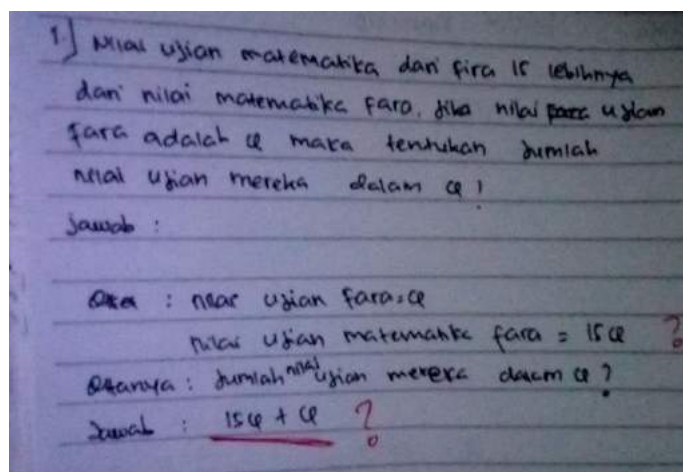 1.] Nilai ujian matematika dari fira 15 lebihnya
dari nilai matematika fara. Jika nilai ujian
fara adalah a maka tentukan jumlah
nilai ujian mereka dalam a!
Jawab :
Dik : nilai ujian fara = a
nilai ujian matematika fara = 15a ?
Ditanya : Jumlah nilai ujian mereka dalam a ?
Jawab : 15a + a ?